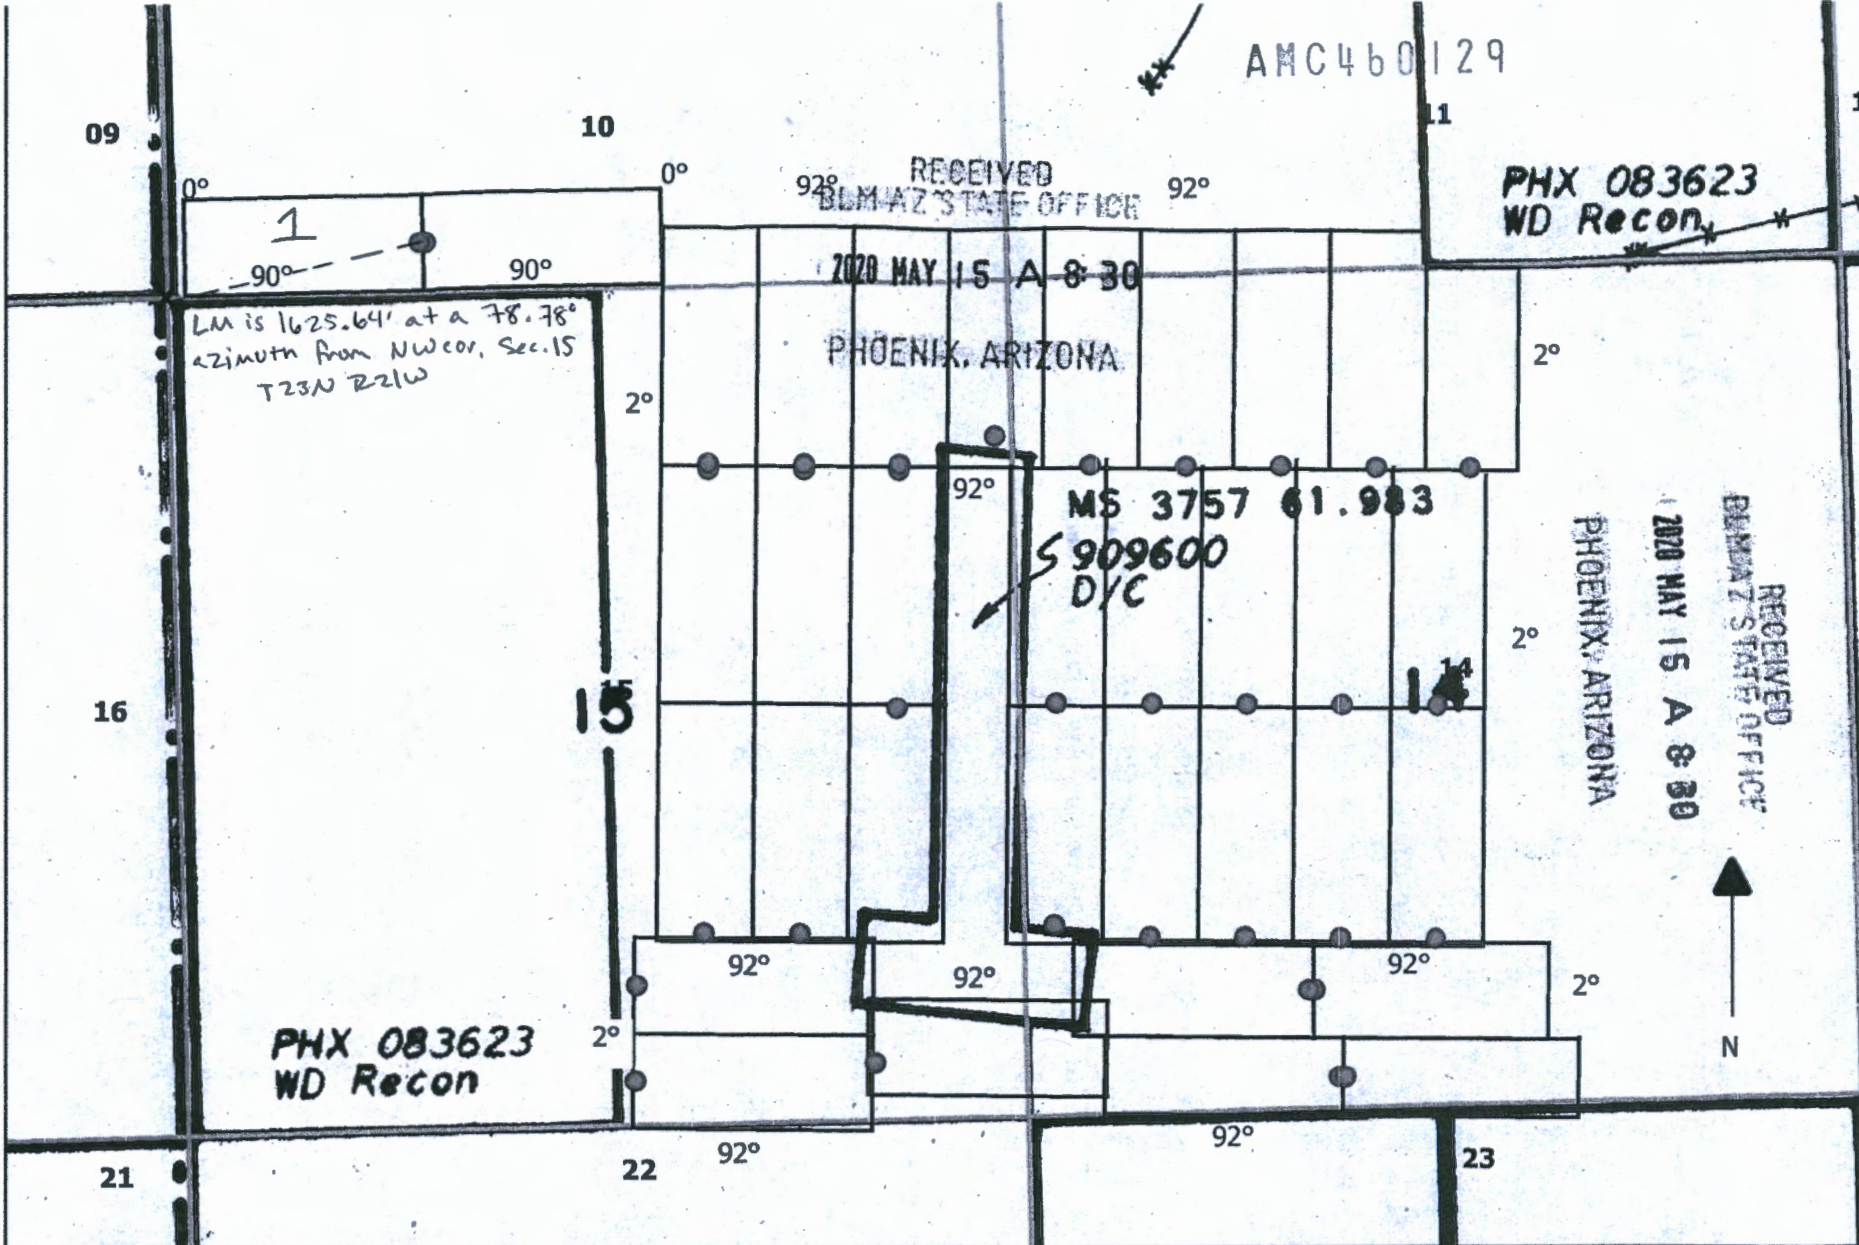 AMC460129
09
10
11
RECEIVED
BLM AZ STATE OFFICE
2020 MAY 15 A 8:30
PHOENIX, ARIZONA
PHX 083623
WD Recon
0°
0°
92°
92°
1
90°
90°
LM is 1625.64' at a 78.78°
azimuth from NW cor, Sec. 15
T23N R21W
2°
2°
92°
MS 3757 61.983
S 909600
D/C
2°
14
16
15
15
RECEIVED
BLM AZ STATE OFFICE
2020 MAY 15 A 8:30
PHOENIX, ARIZONA
92°
92°
92°
2°
2°
PHX 083623
WD Recon
N
92°
92°
21
22
23